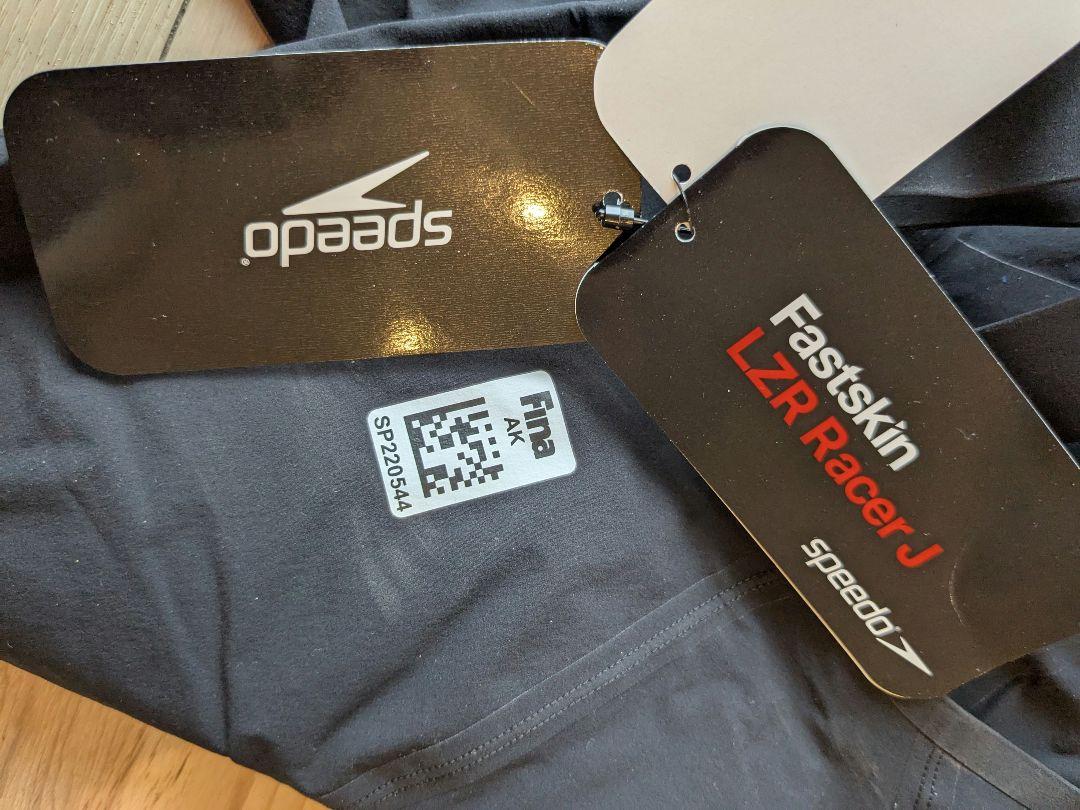 speedo®
Fina
AK
SP220544
Fastskin
LZR Racer J
speedo